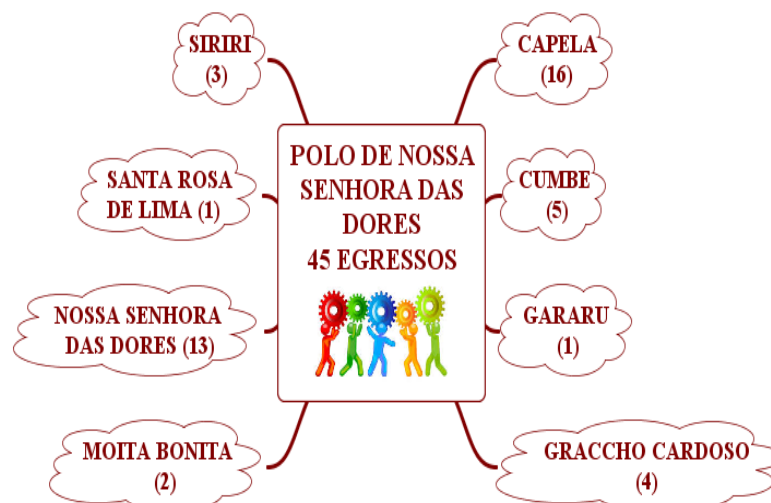 SIRIRI
(3)
CAPELA
(16)
POLO DE NOSSA
SENHORA DAS
DORES
45 EGRESSOS
SANTA ROSA
DE LIMA (1)
CUMBE
(5)
NOSSA SENHORA
DAS DORES (13)
GARARU
(1)
MOITA BONITA
(2)
GRACCHO CARDOSO
(4)